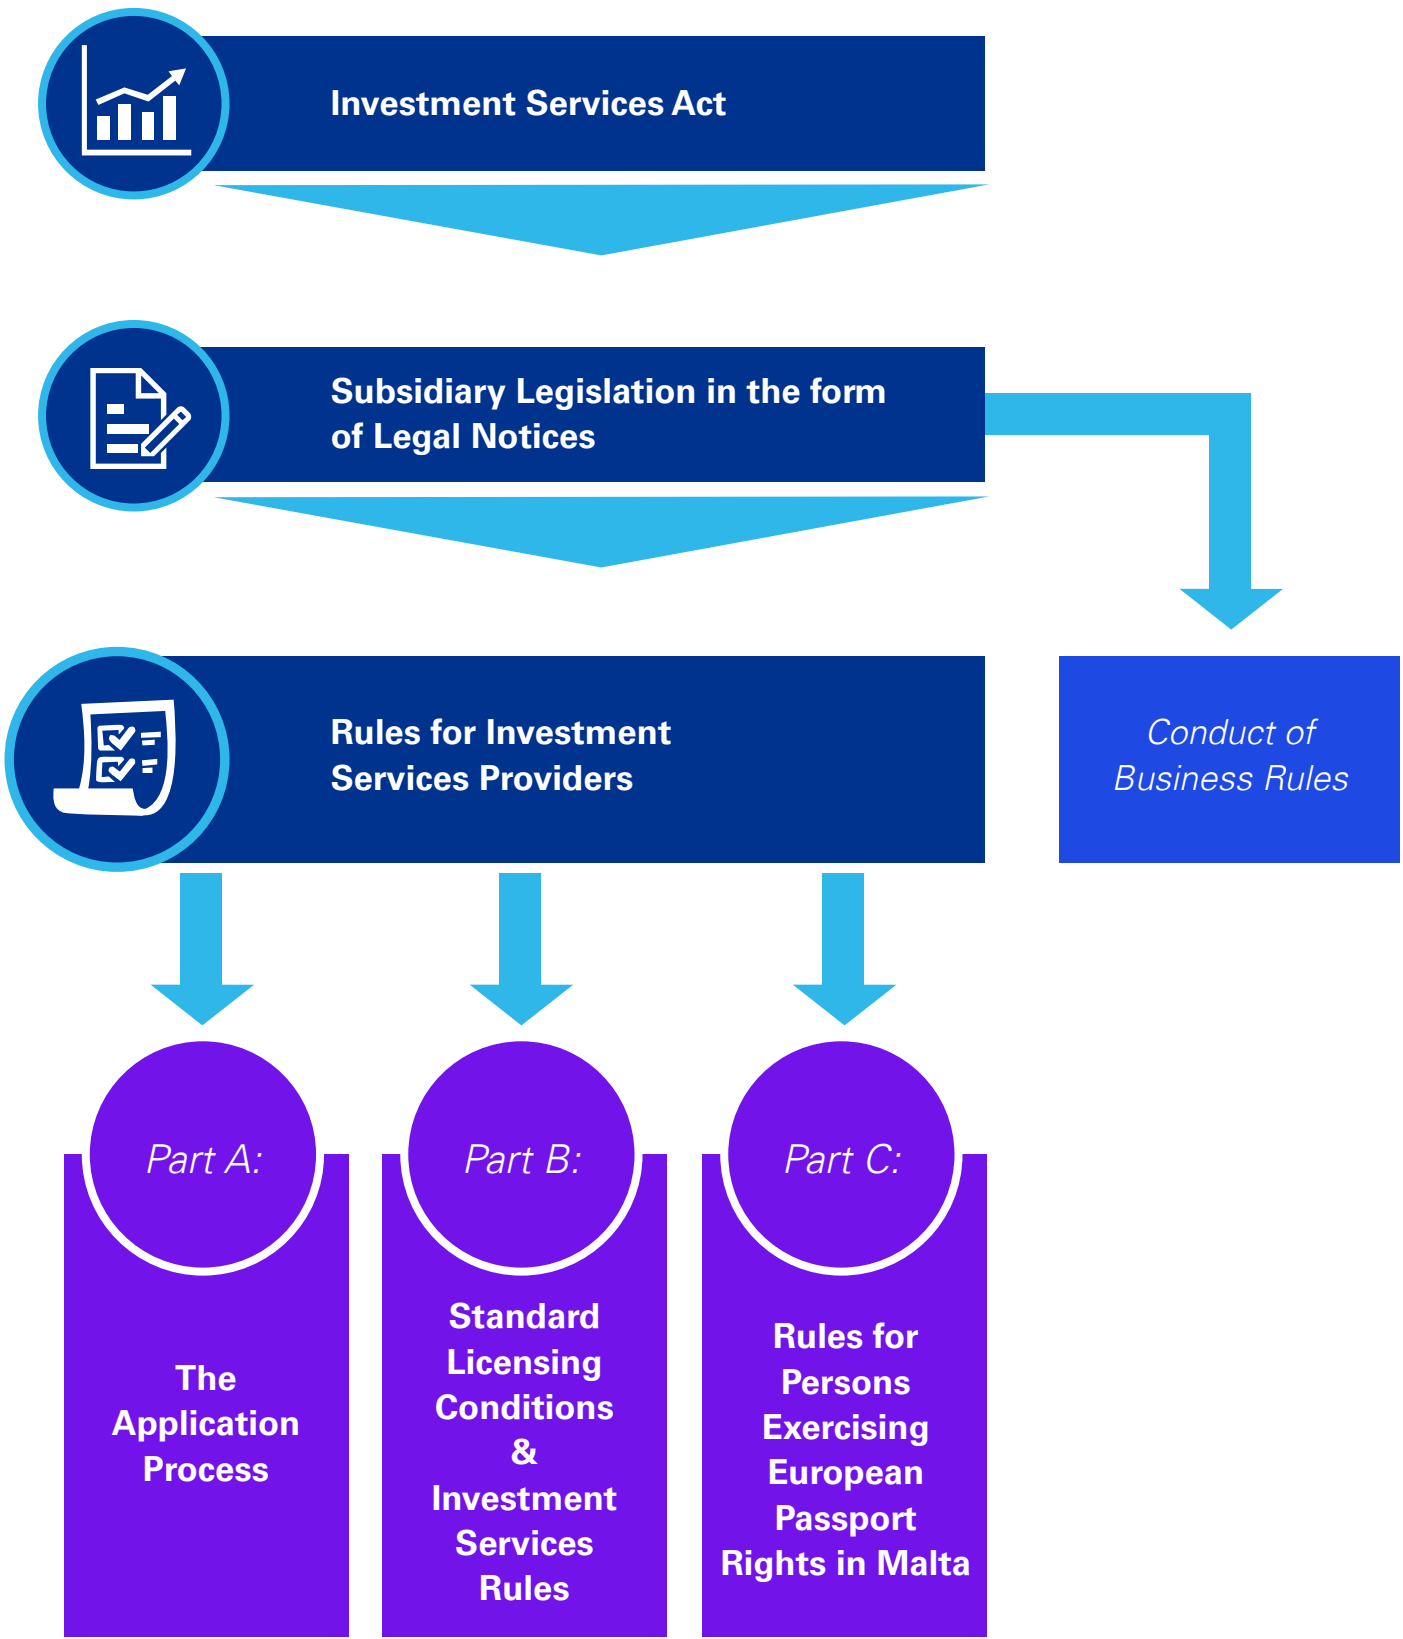 Investment Services Act
Subsidiary Legislation in the form
of Legal Notices
Rules for Investment
Services Providers
Conduct of
Business Rules
Part A:
The
Application
Process
Part B:
Standard
Licensing
Conditions
&
Investment
Services
Rules
Part C:
Rules for
Persons
Exercising
European
Passport
Rights in Malta